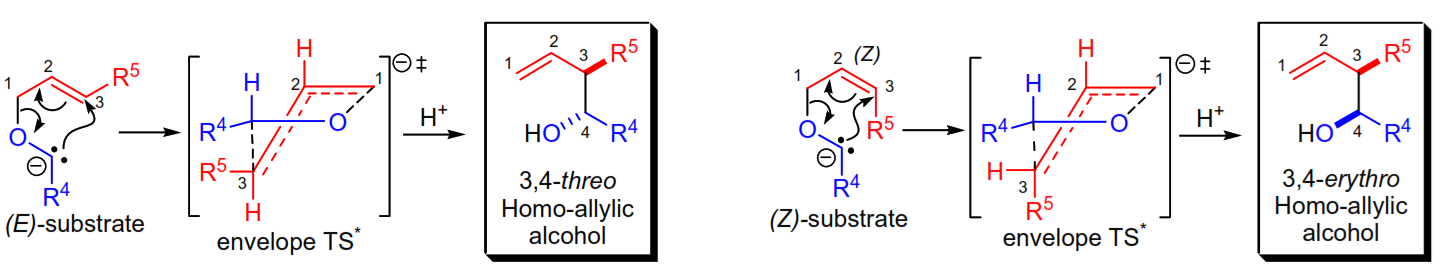 1
2
3
R5
O
⊖
R4
(E)-substrate
H
H
2
1
R4
O
R5
3
H
⊖ ‡
envelope TS*
H+
1
2
3
R5
HO
4
R4
3,4-threo
Homo-allylic
alcohol
1
2
(Z)
3
R5
O
⊖
R4
(Z)-substrate
H
H
2
1
R4
O
H
3
R5
⊖ ‡
envelope TS*
H+
1
2
3
R5
HO
4
R4
3,4-erythro
Homo-allylic
alcohol